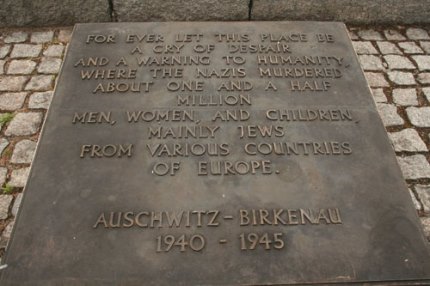 FOR EVER LET THIS PLACE BE
A CRY OF DESPAIR
AND A WARNING TO HUMANITY,
WHERE THE NAZIS MURDERED
ABOUT ONE AND A HALF
MILLION
MEN, WOMEN, AND CHILDREN,
MAINLY JEWS
FROM VARIOUS COUNTRIES
OF EUROPE.
AUSCHWITZ-BIRKENAU
1940 - 1945